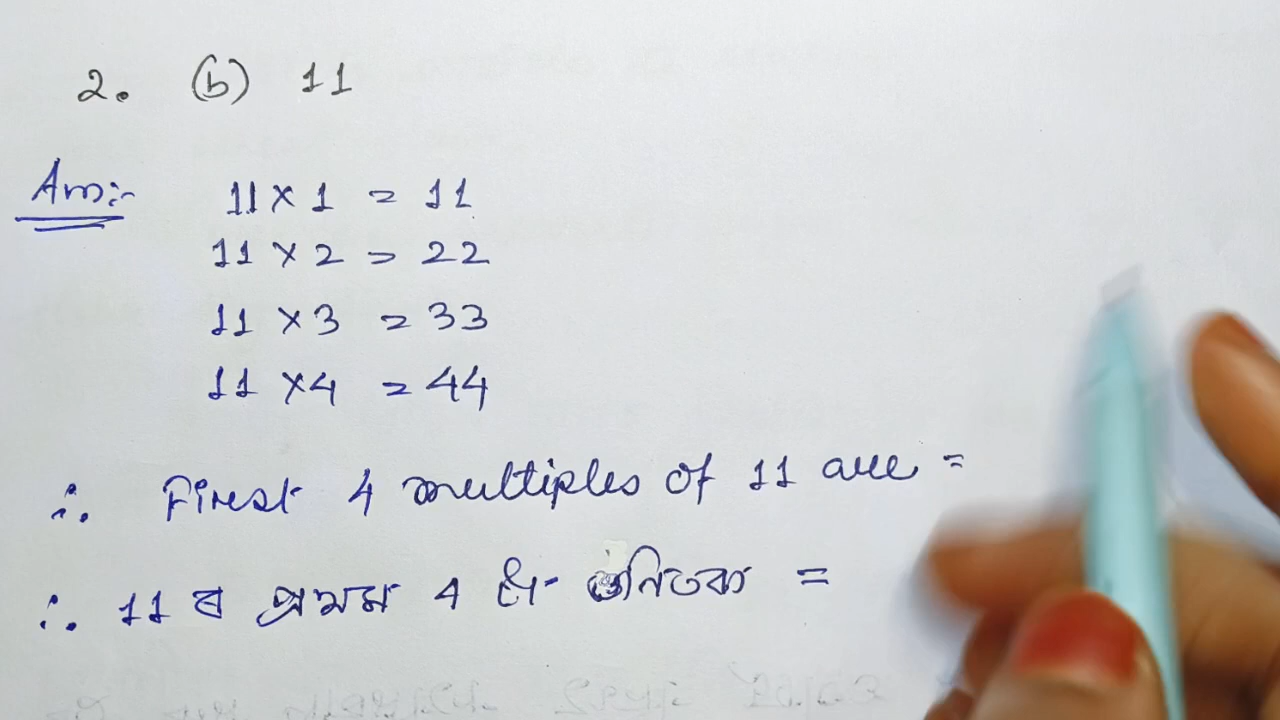 2. (b) 11
Ans:-
11 × 1 = 11
11 × 2 = 22
11 × 3 = 33
11 × 4 = 44
∴ First 4 multiples of 11 are =
∴ 11 ৰ প্ৰথম 4 টা গুনিতক =